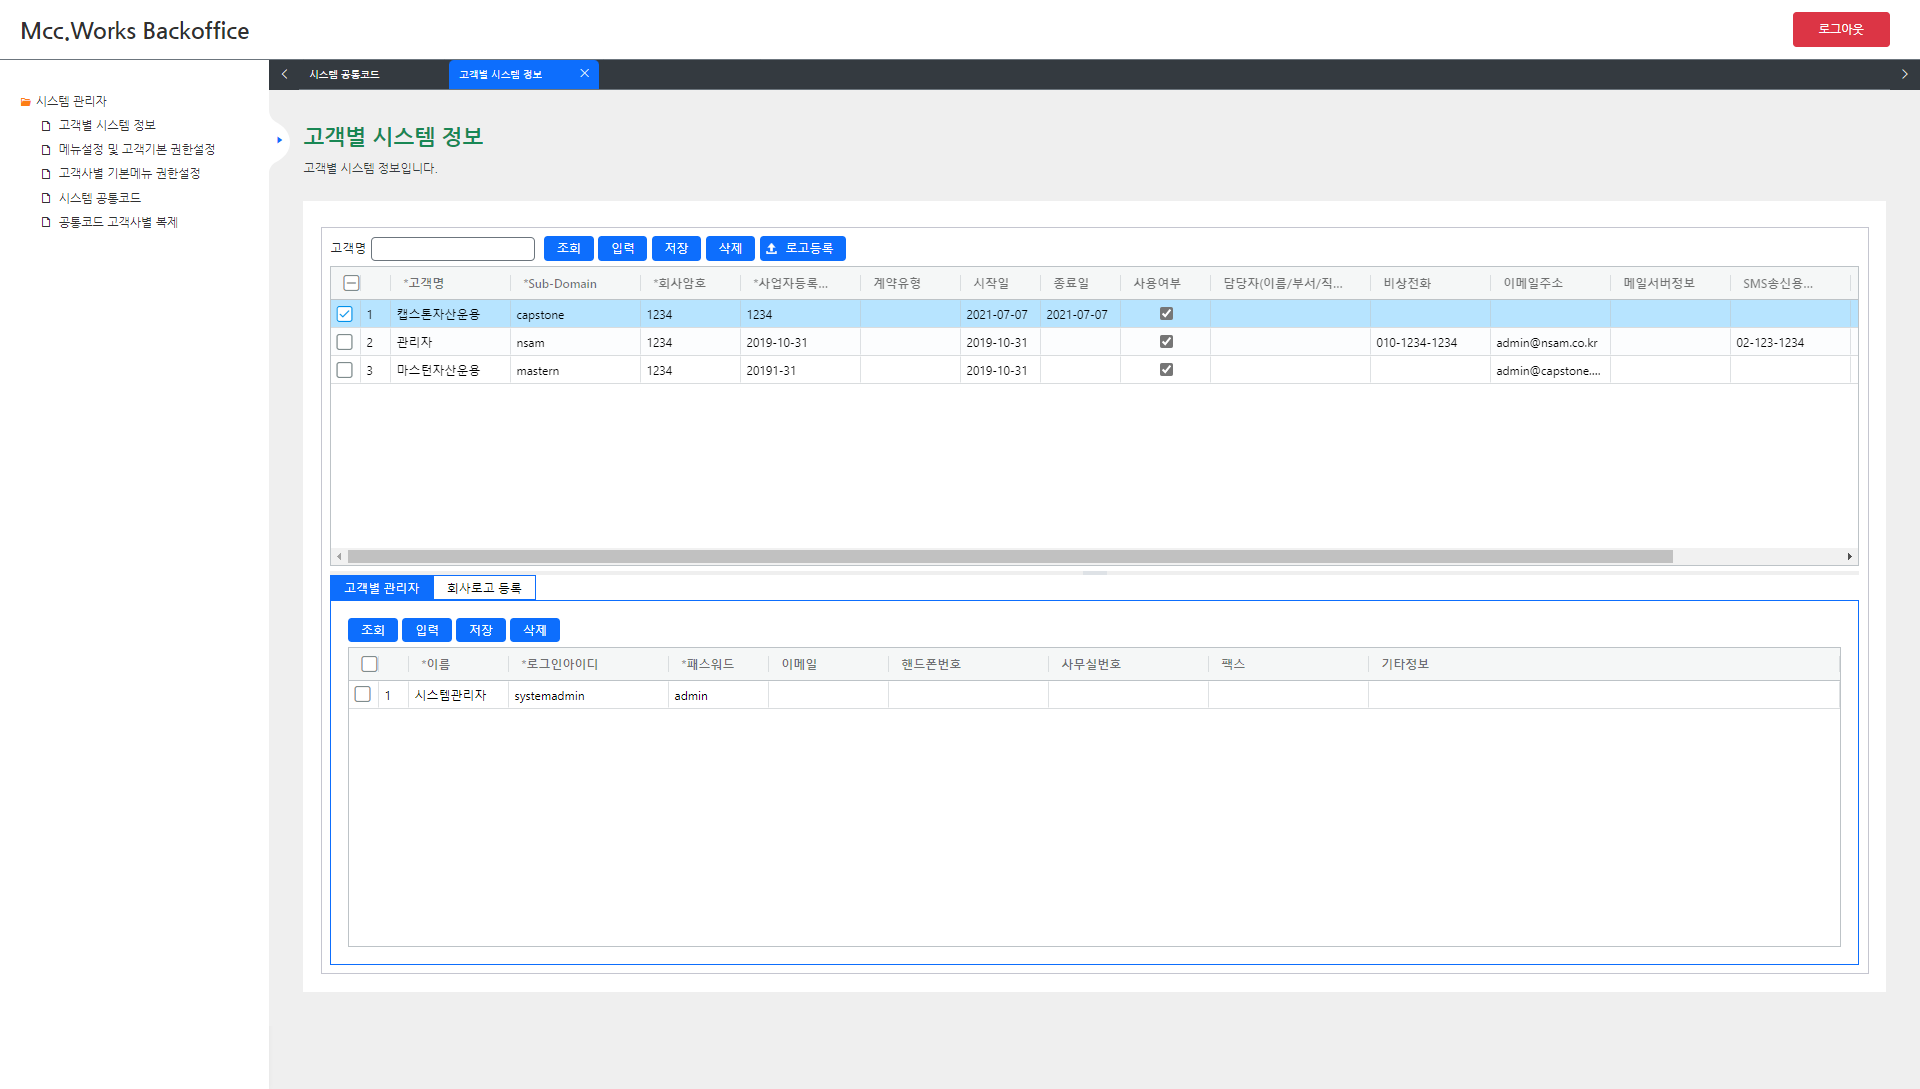 Mcc.Works Backoffice
로그아웃
시스템 공통코드
고객별 시스템 정보
시스템 관리자
고객별 시스템 정보
메뉴설정 및 고객기본 권한설정
고객사별 기본메뉴 권한설정
시스템 공통코드
공통코드 고객사별 복제
고객별 시스템 정보
고객별 시스템 정보입니다.
고객명 조회 입력 저장 삭제 로고등록
*고객명 *Sub-Domain *회사암호 *사업자등록... 계약유형 시작일 종료일 사용여부 담당자(이름/부서/직... 비상전화 이메일주소 메일서버정보 SMS송신용...
1 캡스톤자산운용 capstone 1234 1234 2021-07-07 2021-07-07
2 관리자 nsam 1234 2019-10-31 2019-10-31 010-1234-1234 admin@nsam.co.kr 02-123-1234
3 마스턴자산운용 mastern 1234 20191-31 2019-10-31 admin@capstone....
고객별 관리자 회사로고 등록
조회 입력 저장 삭제
*이름 *로그인아이디 *패스워드 이메일 핸드폰번호 사무실번호 팩스 기타정보
1 시스템관리자 systemadmin admin